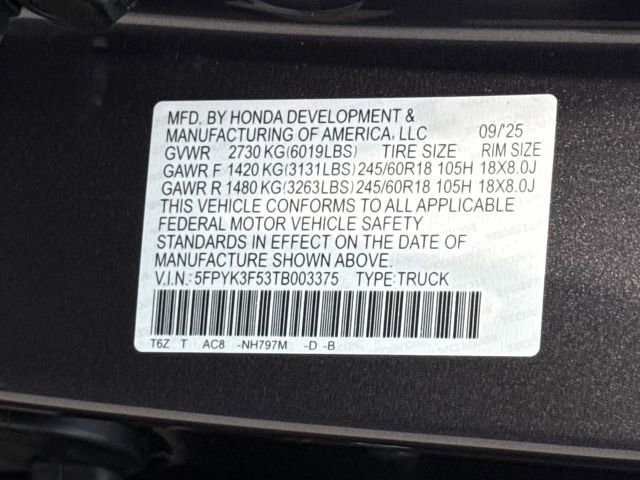 MFD. BY HONDA DEVELOPMENT &
MANUFACTURING OF AMERICA, LLC 09/'25
GVWR 2730 KG(6019LBS) TIRE SIZE RIM SIZE
GAWR F 1420 KG(3131LBS) 245/60R18 105H 18X8.0J
GAWR R 1480 KG(3263LBS) 245/60R18 105H 18X8.0J
THIS VEHICLE CONFORMS TO ALL APPLICABLE
FEDERAL MOTOR VEHICLE SAFETY
STANDARDS IN EFFECT ON THE DATE OF
MANUFACTURE SHOWN ABOVE.
V.I.N.: 5FPYK3F53TB003375 TYPE: TRUCK
T6Z T AC8 -NH797M -D -B